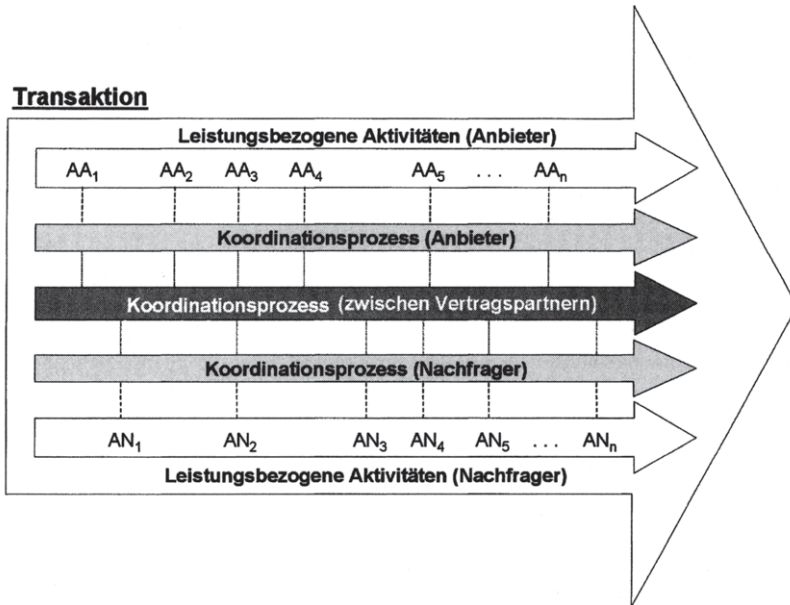 Transaktion
Leistungsbezogene Aktivitäten (Anbieter)
AA₁ AA₂ AA₃ AA₄ AA₅ . . . AAₙ
Koordinationsprozess (Anbieter)
Koordinationsprozess (zwischen Vertragspartnern)
Koordinationsprozess (Nachfrager)
AN₁ AN₂ AN₃ AN₄ AN₅ . . . ANₙ
Leistungsbezogene Aktivitäten (Nachfrager)